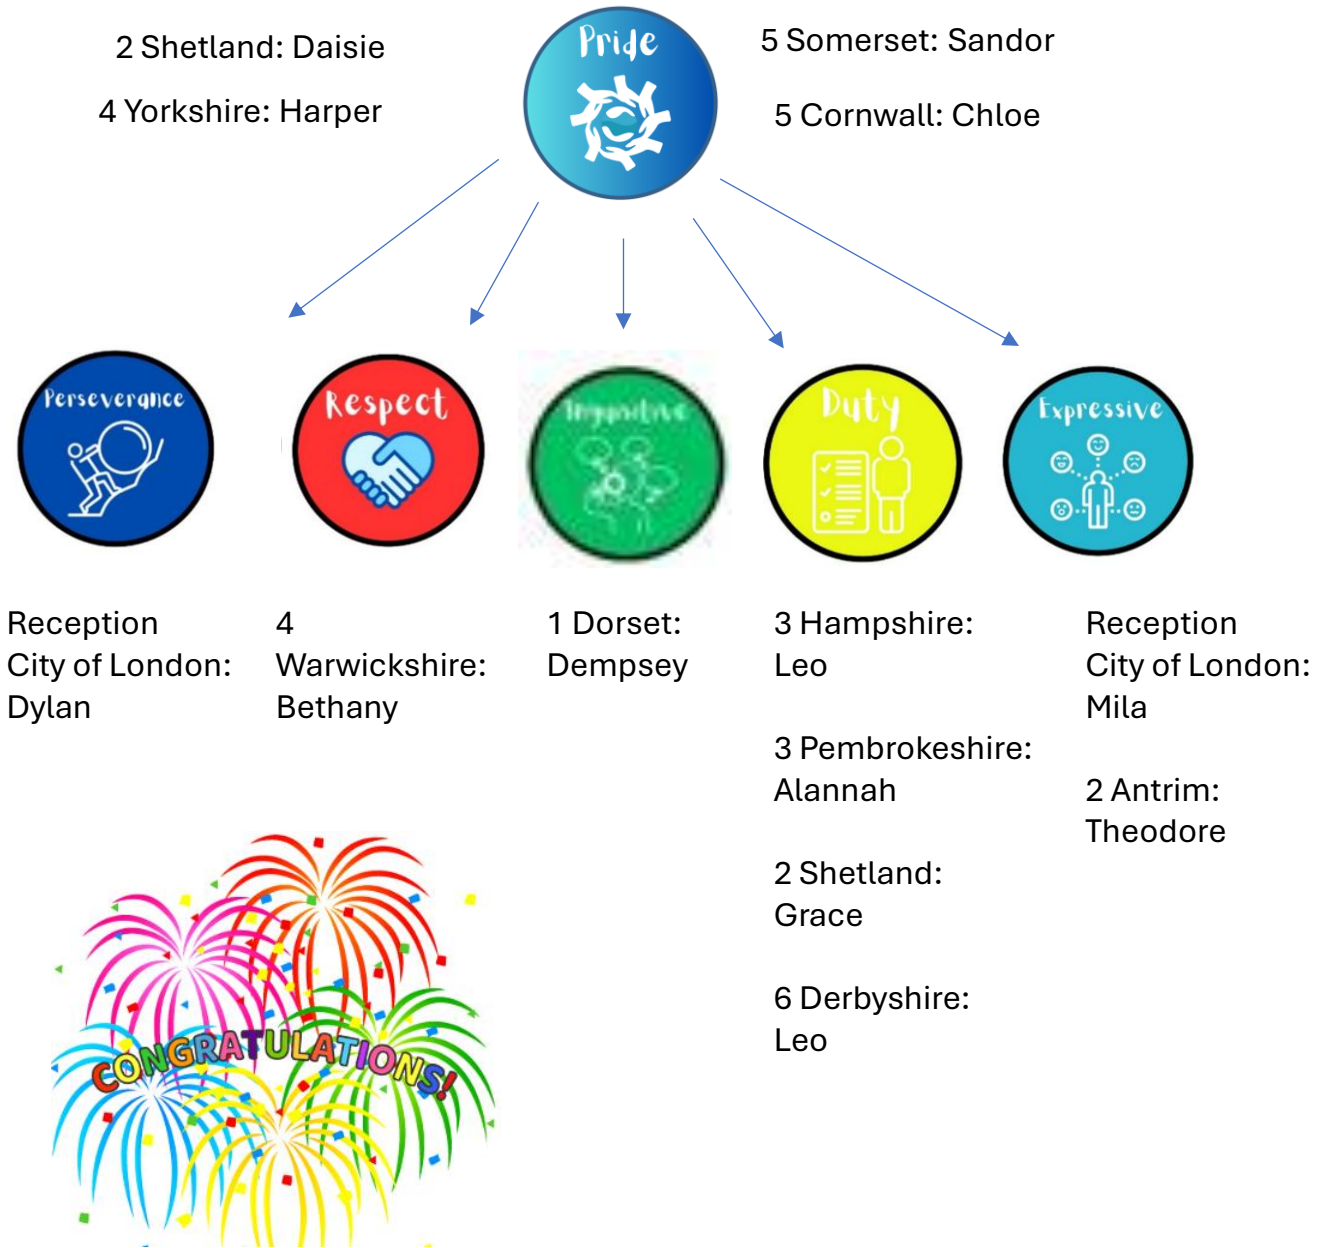 2 Shetland: Daisie
4 Yorkshire: Harper
Pride
5 Somerset: Sandor
5 Cornwall: Chloe
Perseverance
Respect
Duty
Expressive
Reception
City of London:
Dylan
4
Warwickshire:
Bethany
1 Dorset:
Dempsey
3 Hampshire:
Leo
3 Pembrokeshire:
Alannah
2 Shetland:
Grace
6 Derbyshire:
Leo
Reception
City of London:
Mila
2 Antrim:
Theodore
CONGRATULATIONS!